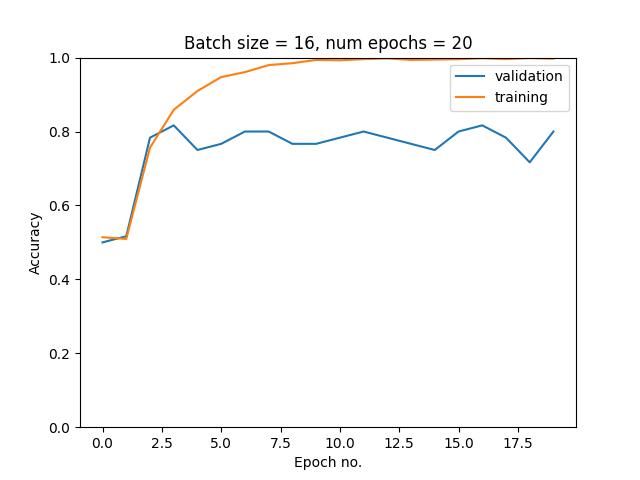 Batch size = 16, num epochs = 20
validation
training
Accuracy
1.0
0.8
0.6
0.4
0.2
0.0
0.0 2.5 5.0 7.5 10.0 12.5 15.0 17.5
Epoch no.